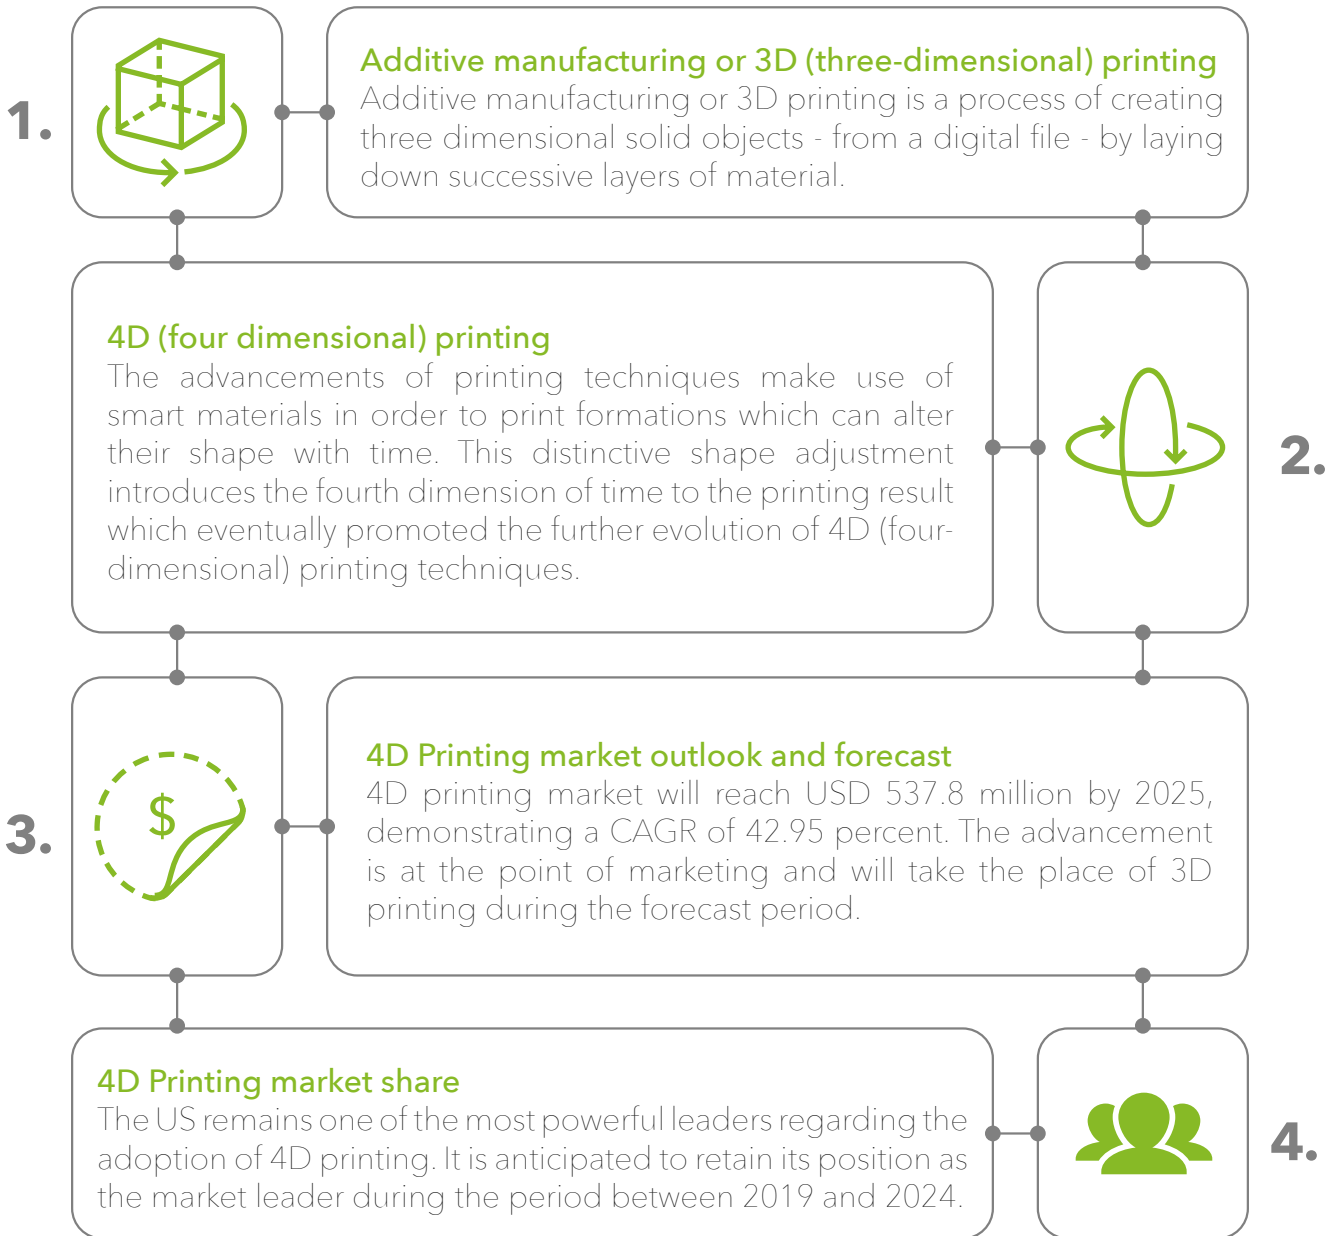 1.
Additive manufacturing or 3D (three-dimensional) printing
Additive manufacturing or 3D printing is a process of creating
three dimensional solid objects - from a digital file - by laying
down successive layers of material.
4D (four dimensional) printing
The advancements of printing techniques make use of
smart materials in order to print formations which can alter
their shape with time. This distinctive shape adjustment
introduces the fourth dimension of time to the printing result
which eventually promoted the further evolution of 4D (four-
dimensional) printing techniques.
2.
3.
$
4D Printing market outlook and forecast
4D printing market will reach USD 537.8 million by 2025,
demonstrating a CAGR of 42.95 percent. The advancement
is at the point of marketing and will take the place of 3D
printing during the forecast period.
4D Printing market share
The US remains one of the most powerful leaders regarding the
adoption of 4D printing. It is anticipated to retain its position as
the market leader during the period between 2019 and 2024.
4.